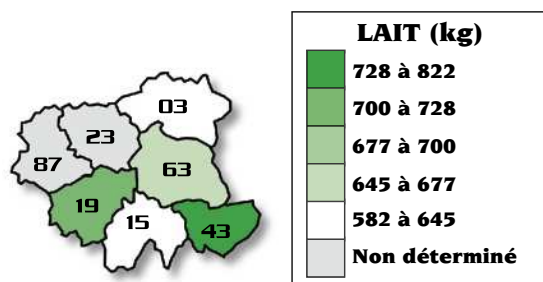 LAIT (kg)
728 à 822
700 à 728
677 à 700
645 à 677
582 à 645
Non déterminé
03
23
87
63
19
15
43